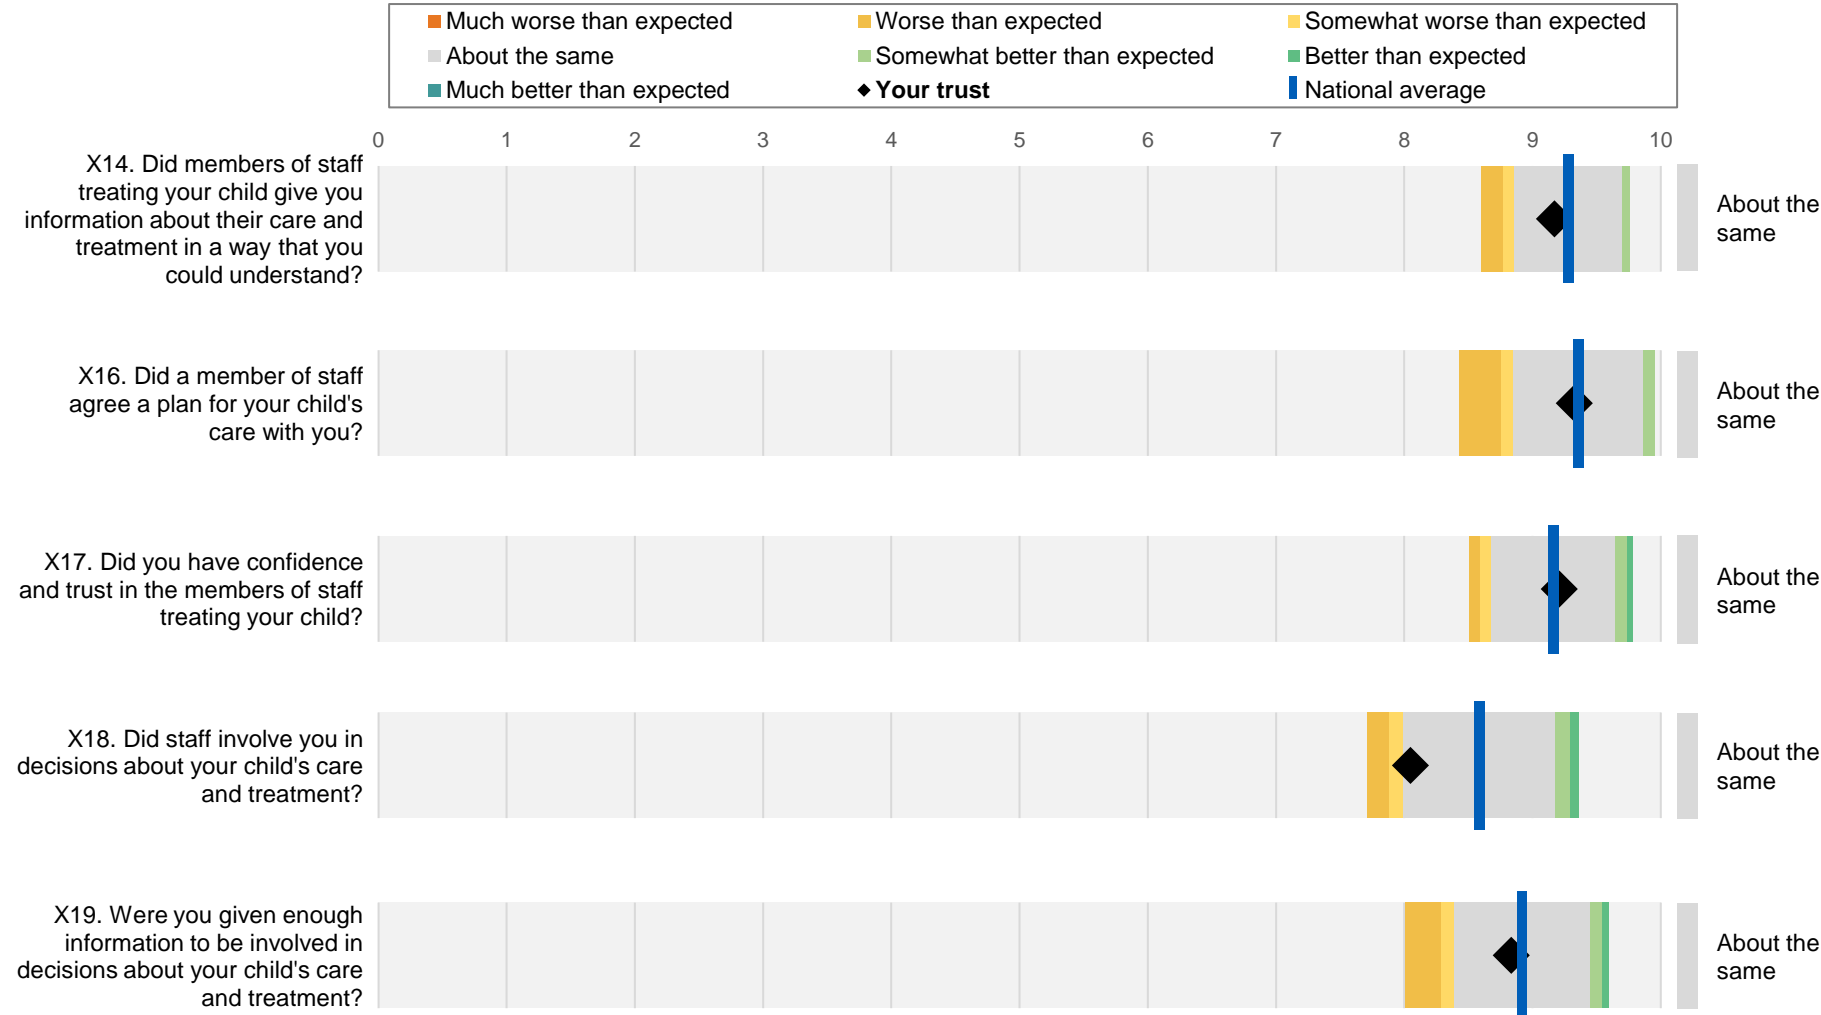 Much worse than expected
Worse than expected
Somewhat worse than expected
About the same
Somewhat better than expected
Better than expected
Much better than expected
Your trust
National average
0 1 2 3 4 5 6 7 8 9 10
X14. Did members of staff
treating your child give you
information about their care and
treatment in a way that you
could understand?
About the
same
X16. Did a member of staff
agree a plan for your child's
care with you?
About the
same
X17. Did you have confidence
and trust in the members of staff
treating your child?
About the
same
X18. Did staff involve you in
decisions about your child's care
and treatment?
About the
same
X19. Were you given enough
information to be involved in
decisions about your child's care
and treatment?
About the
same